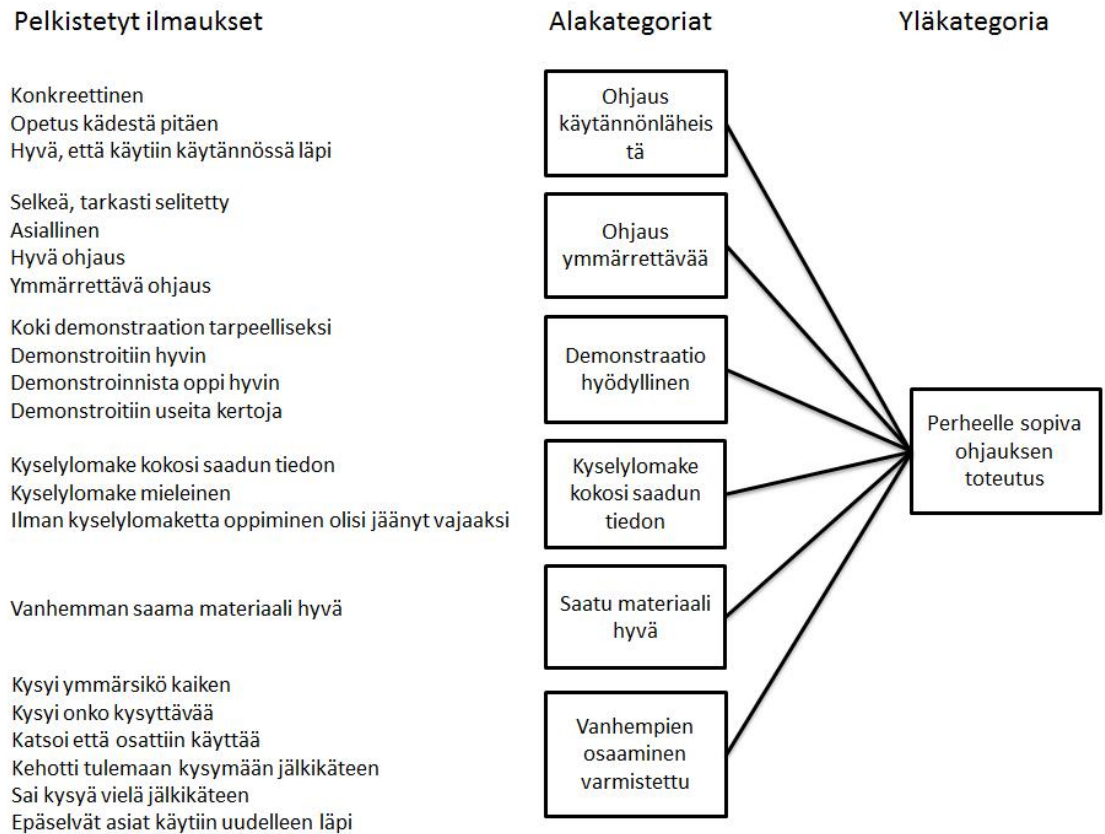 Pelkistetyt ilmaukset
Alakategoriat
Yläkategoria
Konkreettinen
Opetus kädestä pitäen
Hyvä, että käytiin käytännössä läpi
Ohjaus
käytännönläheis
tä
Selkeä, tarkasti selitetty
Asiallinen
Hyvä ohjaus
Ymmärrettävä ohjaus
Ohjaus
ymmärrettävää
Koki demonstraation tarpeelliseksi
Demonstroitiin hyvin
Demonstroinnista oppi hyvin
Demonstroitiin useita kertoja
Demonstraatio
hyödyllinen
Kyselylomake kokosi saadun tiedon
Kyselylomake mieleinen
Ilman kyselylomaketta oppiminen olisi jäänyt vajaaksi
Kyselylomake
kokosi saadun
tiedon
Vanhemman saama materiaali hyvä
Saatu materiaali
hyvä
Kysyi ymmärsikö kaiken
Kysyi onko kysyttävää
Katsoi että osattiin käyttää
Kehotti tulemaan kysymään jälkikäteen
Sai kysyä vielä jälkikäteen
Epäselvät asiat käytiin uudelleen läpi
Vanhempien
osaaminen
varmistettu
Perheelle sopiva
ohjauksen
toteutus